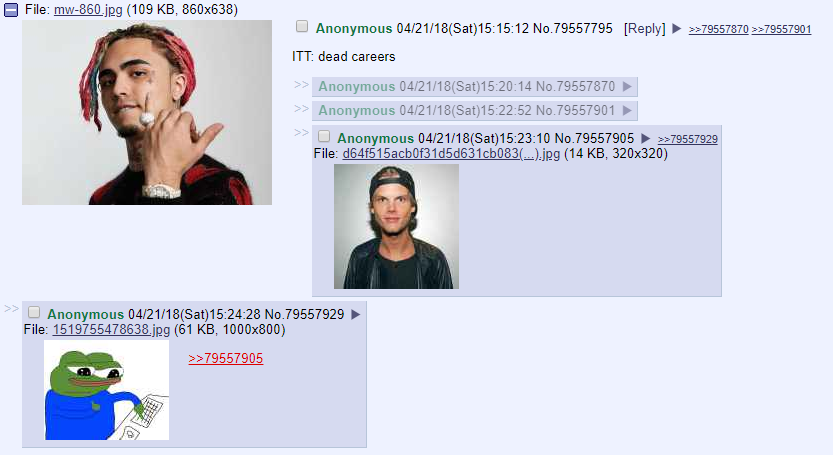 File: mw-860.jpg (109 KB, 860x638)
Anonymous 04/21/18(Sat)15:15:12 No.79557795 [Reply] ▶ >>79557870 >>79557901
ITT: dead careers
>> Anonymous 04/21/18(Sat)15:20:14 No.79557870 ▶
>> Anonymous 04/21/18(Sat)15:22:52 No.79557901 ▶
>> Anonymous 04/21/18(Sat)15:23:10 No.79557905 ▶ >>79557929
File: d64f515acb0f31d5d631cb083(...).jpg (14 KB, 320x320)
>> Anonymous 04/21/18(Sat)15:24:28 No.79557929 ▶
File: 1519755478638.jpg (61 KB, 1000x800)
>>79557905